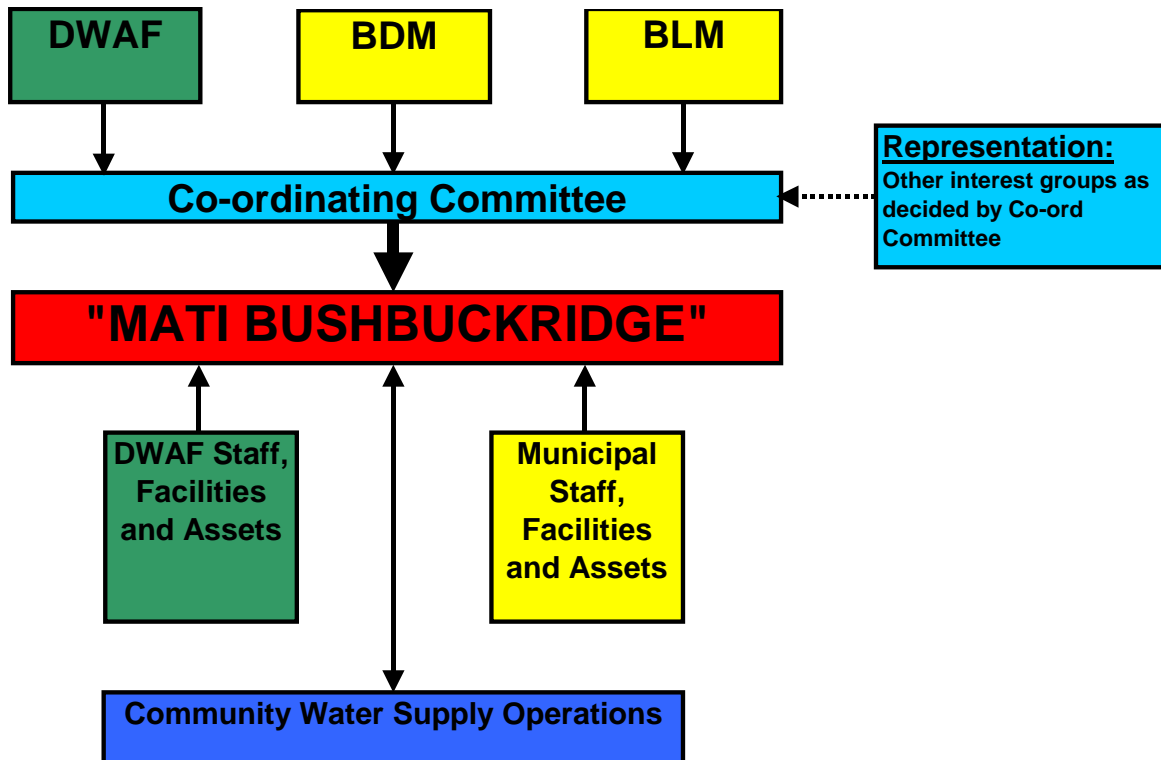 DWAF
BDM
BLM
Representation:
Other interest groups as
decided by Co-ord
Committee
Co-ordinating Committee
"MATI BUSHBUCKRIDGE"
DWAF Staff,
Facilities
and Assets
Municipal
Staff,
Facilities
and Assets
Community Water Supply Operations